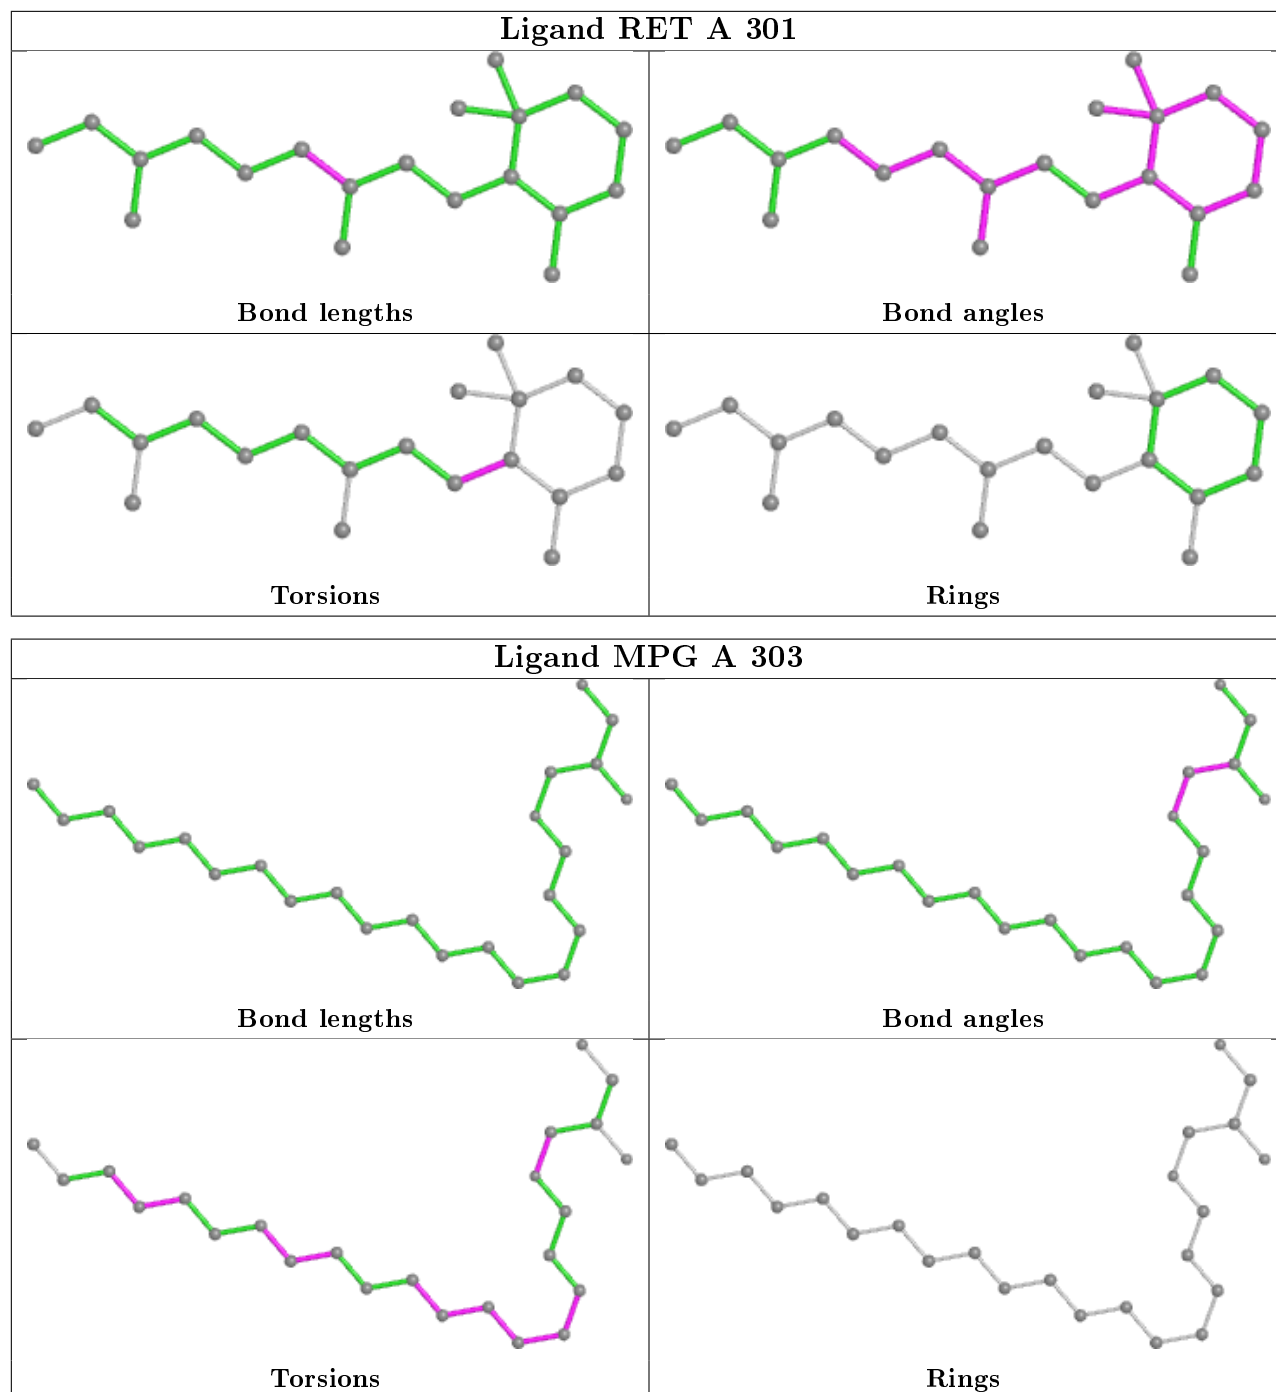 Ligand RET A 301
Bond lengths
Bond angles
Torsions
Rings
Ligand MPG A 303
Bond lengths
Bond angles
Torsions
Rings